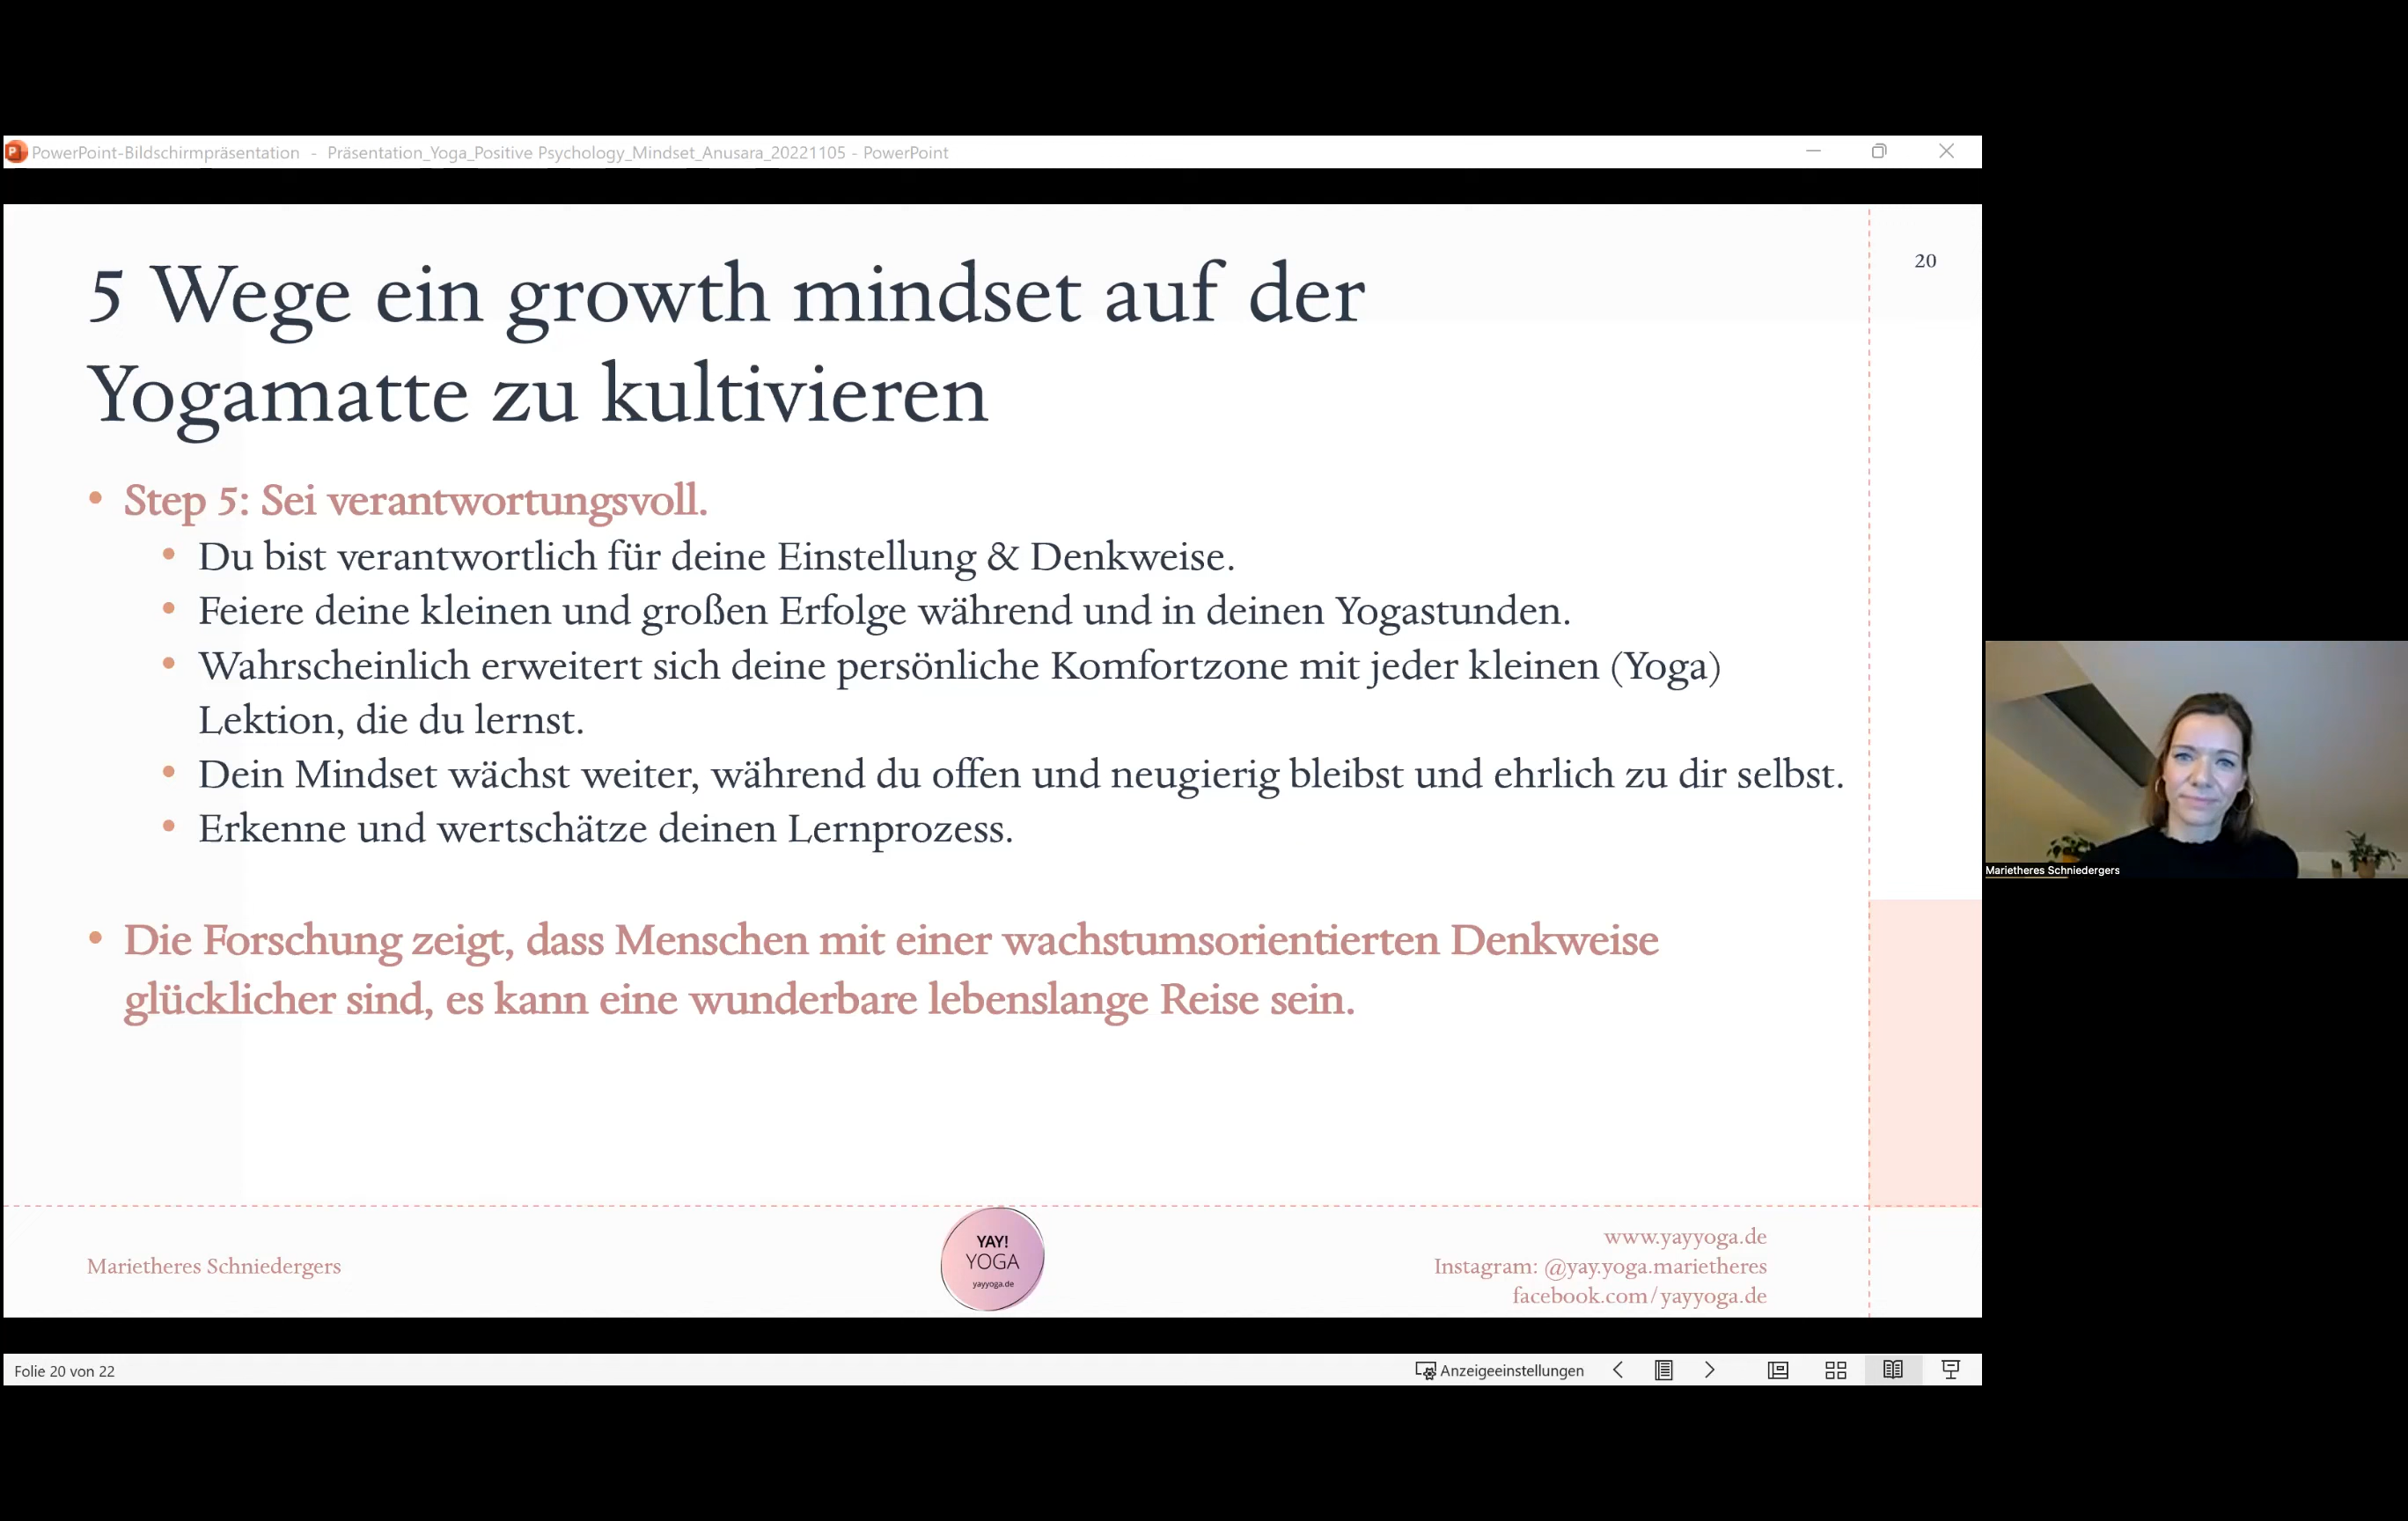 PowerPoint-Bildschirmpräsentation - Präsentation_Yoga_Positive Psychology_Mindset_Anusara_20221105 - PowerPoint
20
5 Wege ein growth mindset auf der
Yogamatte zu kultivieren
• Step 5: Sei verantwortungsvoll.
• Du bist verantwortlich für deine Einstellung & Denkweise.
• Feiere deine kleinen und großen Erfolge während und in deinen Yogastunden.
• Wahrscheinlich erweitert sich deine persönliche Komfortzone mit jeder kleinen (Yoga)
Lektion, die du lernst.
• Dein Mindset wächst weiter, während du offen und neugierig bleibst und ehrlich zu dir selbst.
• Erkenne und wertschätze deinen Lernprozess.
• Die Forschung zeigt, dass Menschen mit einer wachstumsorientierten Denkweise
glücklicher sind, es kann eine wunderbare lebenslange Reise sein.
Marietheres Schniedergers
YAY!
YOGA
yayyoga.de
www.yayyoga.de
Instagram: @yay.yoga.marietheres
facebook.com/yayyoga.de
Folie 20 von 22
Anzeigeeinstellungen
Marietheres Schniedergers